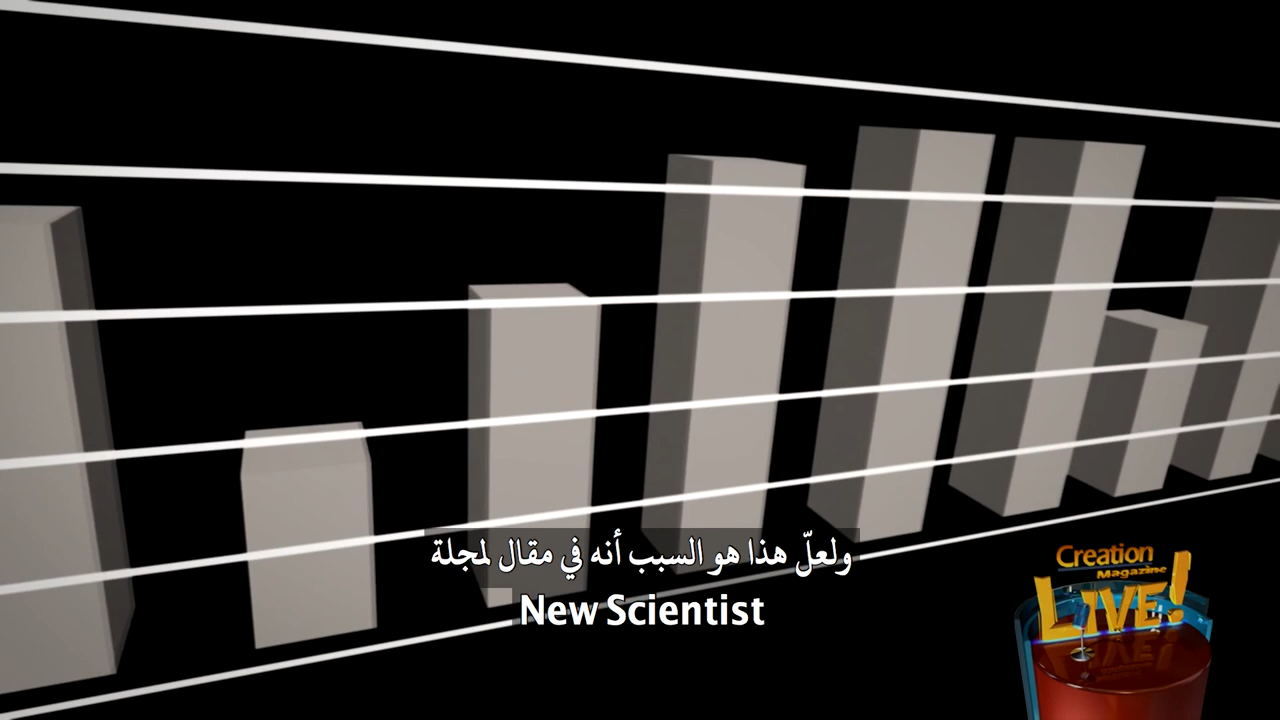 ولعلّ هذا هو السبب أنه في مقال لمجلة
New Scientist
Creation
Magazine
LIVE!